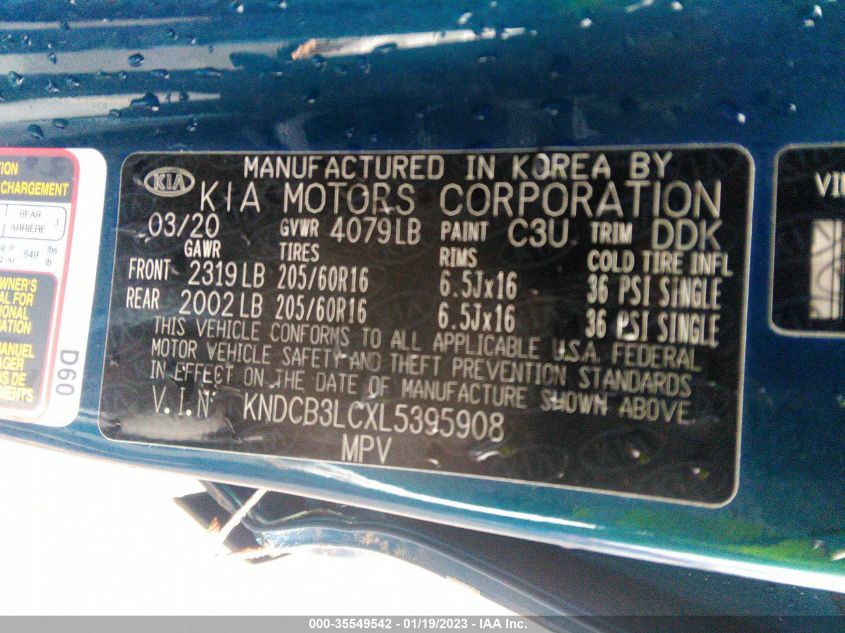 MANUFACTURED IN KOREA BY
KIA KIA MOTORS CORPORATION
03/20 GVWR 4079LB PAINT C3U TRIM DDK
GAWR TIRES RIMS COLD TIRE INFL
FRONT 2319LB 205/60R16 6.5Jx16 36 PSI SINGLE
REAR 2002LB 205/60R16 6.5Jx16 36 PSI SINGLE
THIS VEHICLE CONFORMS TO ALL APPLICABLE U.S.A. FEDERAL
MOTOR VEHICLE SAFETY AND THEFT PREVENTION STANDARDS
IN EFFECT ON THE DATE OF MANUFACTURE SHOWN ABOVE
V.I.N KNDCB3LCXL5395908
MPV
CHARGEMENT
REAR
ARRIERE
849 lbs
lb
OWNER'S
FOR
MANUEL
DE
D60
000-35549542 - 01/19/2023 - IAA Inc.